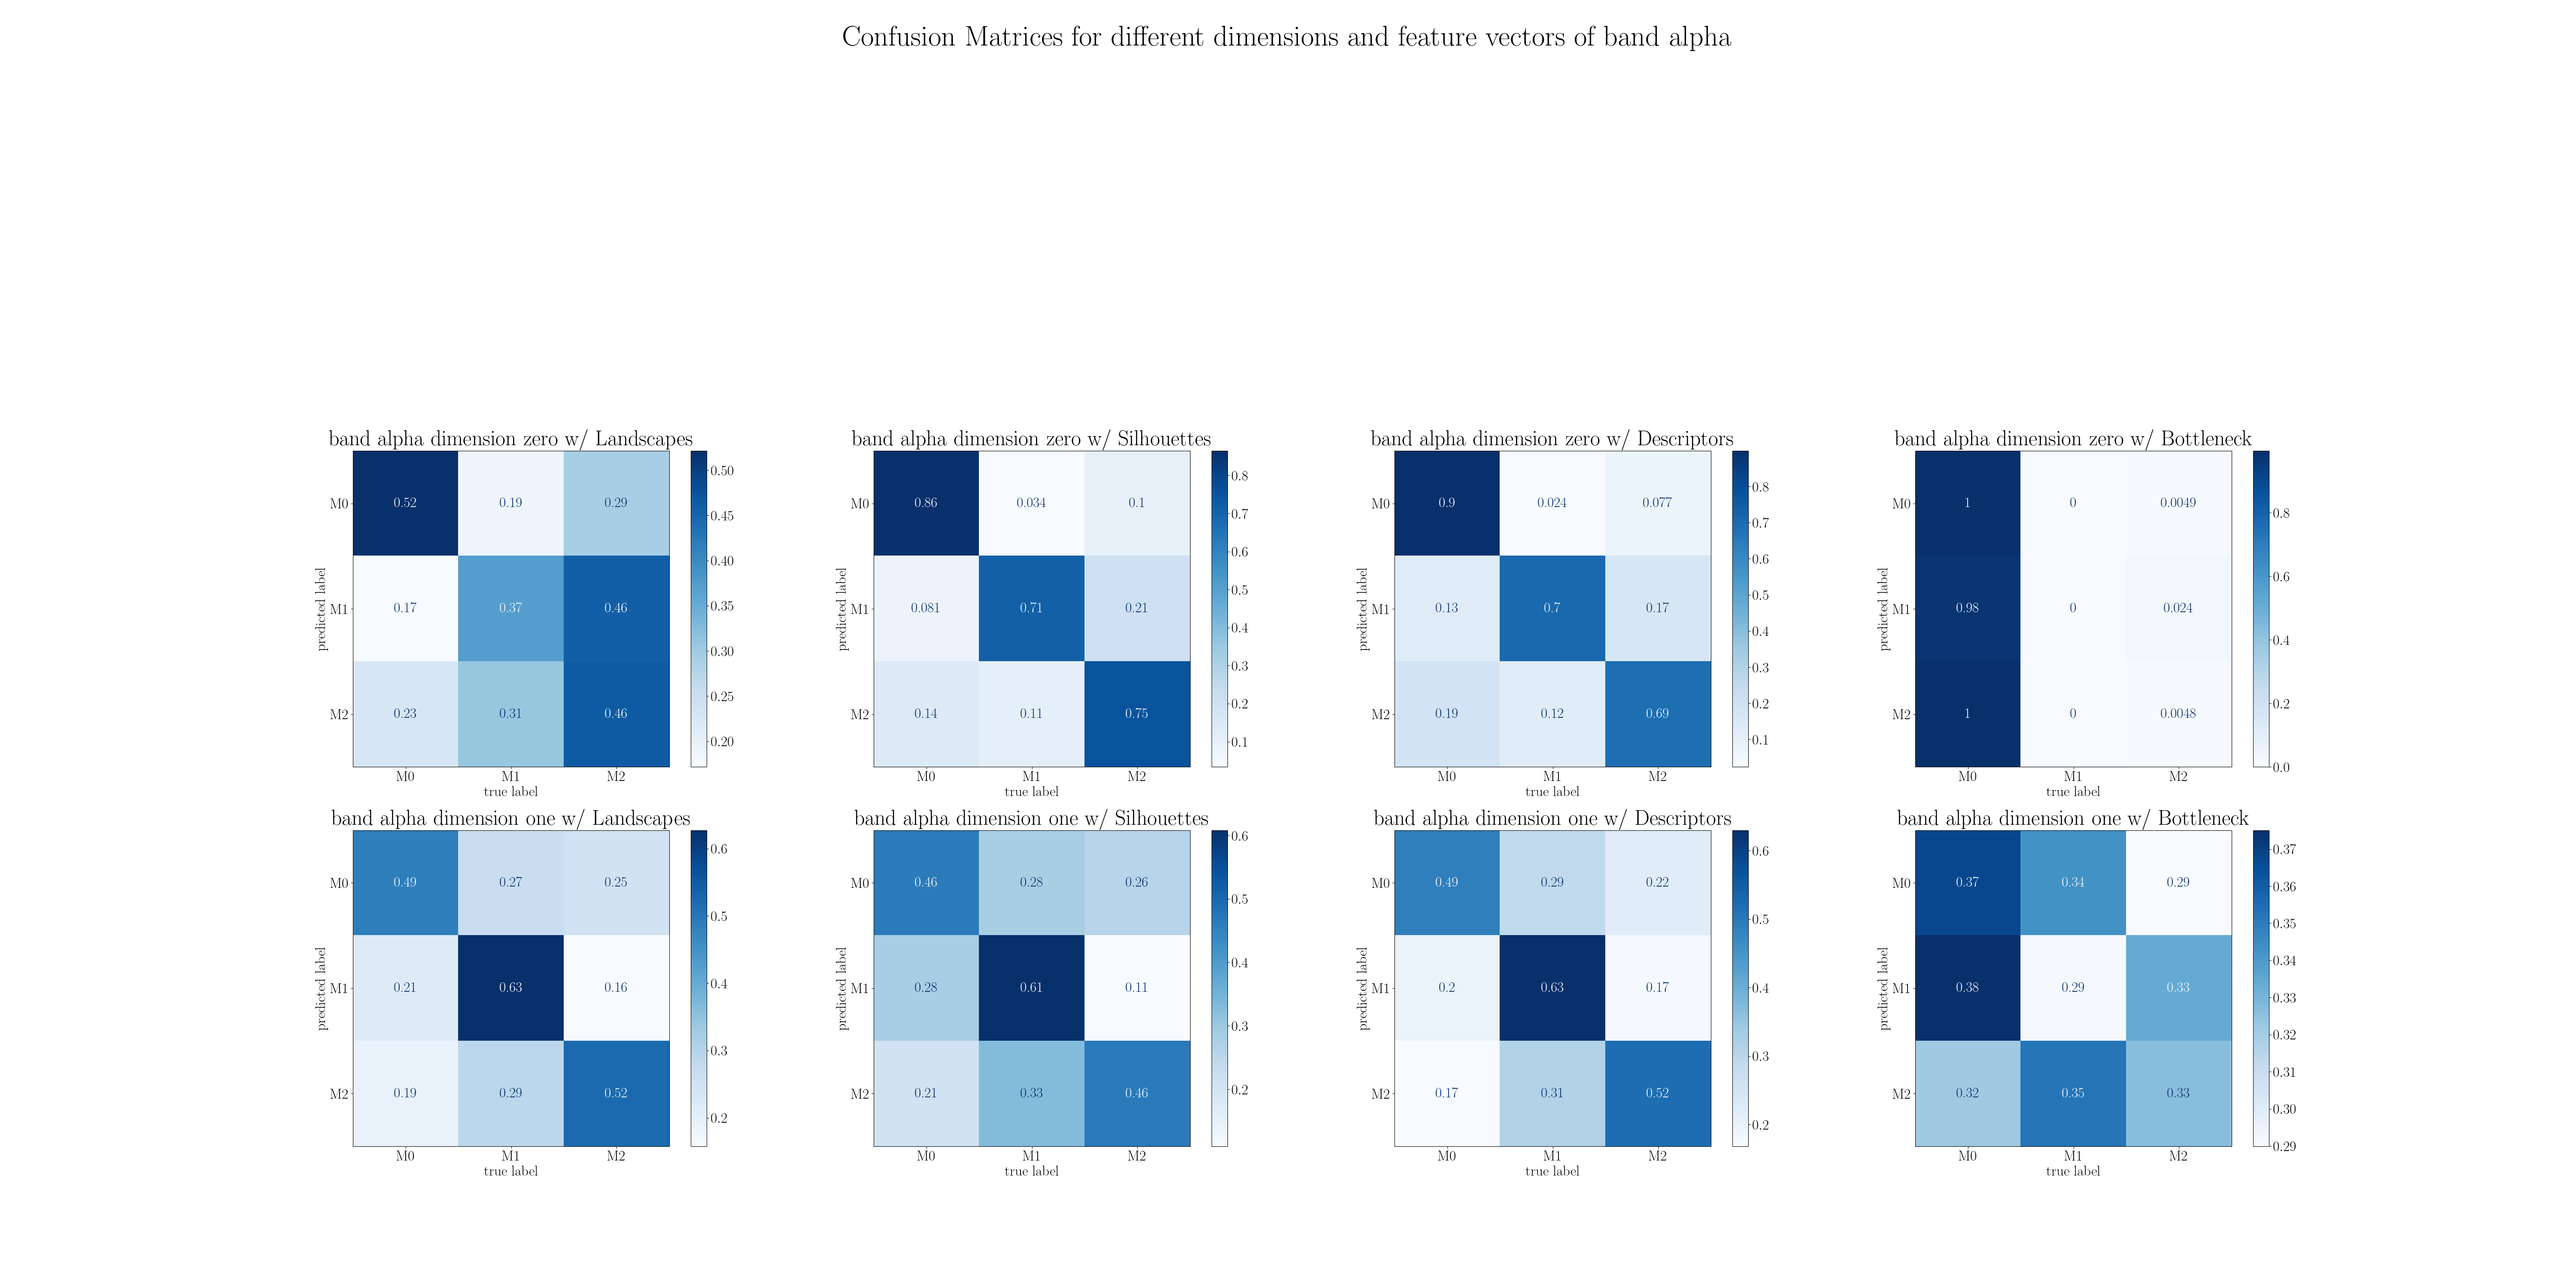 Confusion Matrices for different dimensions and feature vectors of band alpha
band alpha dimension zero w/ Landscapes
predicted label
M0 0.52 0.19 0.29
M1 0.17 0.37 0.46
M2 0.23 0.31 0.46
M0 M1 M2
true label
0.50
0.45
0.40
0.35
0.30
0.25
0.20
band alpha dimension zero w/ Silhouettes
predicted label
M0 0.86 0.034 0.1
M1 0.081 0.71 0.21
M2 0.14 0.11 0.75
M0 M1 M2
true label
0.8
0.7
0.6
0.5
0.4
0.3
0.2
0.1
band alpha dimension zero w/ Descriptors
predicted label
M0 0.9 0.024 0.077
M1 0.13 0.7 0.17
M2 0.19 0.12 0.69
M0 M1 M2
true label
0.8
0.7
0.6
0.5
0.4
0.3
0.2
0.1
band alpha dimension zero w/ Bottleneck
predicted label
M0 1 0 0.0049
M1 0.98 0 0.024
M2 1 0 0.0048
M0 M1 M2
true label
0.8
0.6
0.4
0.2
0.0
band alpha dimension one w/ Landscapes
predicted label
M0 0.49 0.27 0.25
M1 0.21 0.63 0.16
M2 0.19 0.29 0.52
M0 M1 M2
true label
0.6
0.5
0.4
0.3
0.2
band alpha dimension one w/ Silhouettes
predicted label
M0 0.46 0.28 0.26
M1 0.28 0.61 0.11
M2 0.21 0.33 0.46
M0 M1 M2
true label
0.6
0.5
0.4
0.3
0.2
band alpha dimension one w/ Descriptors
predicted label
M0 0.49 0.29 0.22
M1 0.2 0.63 0.17
M2 0.17 0.31 0.52
M0 M1 M2
true label
0.6
0.5
0.4
0.3
0.2
band alpha dimension one w/ Bottleneck
predicted label
M0 0.37 0.34 0.29
M1 0.38 0.29 0.33
M2 0.32 0.35 0.33
M0 M1 M2
true label
0.37
0.36
0.35
0.34
0.33
0.32
0.31
0.30
0.29